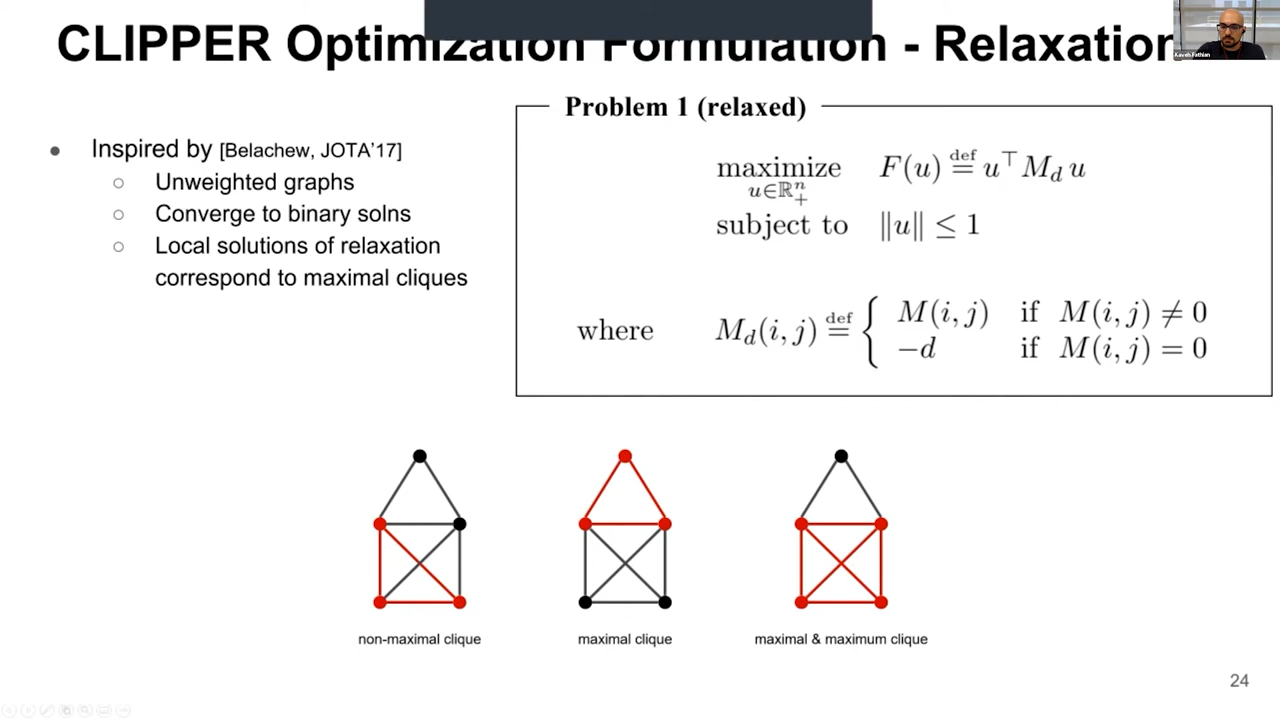 CLIPPER Optimization Formulation - Relaxation
Kaveh Fathian
Problem 1 (relaxed)
● Inspired by [Belachew, JOTA’17]
○ Unweighted graphs
○ Converge to binary solns
○ Local solutions of relaxation
correspond to maximal cliques
maximize F(u) ≝ u⊤ M_d u
u∈ℝⁿ₊
subject to ‖u‖ ≤ 1
where M_d(i, j) ≝ { M(i, j) if M(i, j) ≠ 0
−d if M(i, j) = 0
non-maximal clique
maximal clique
maximal & maximum clique
24